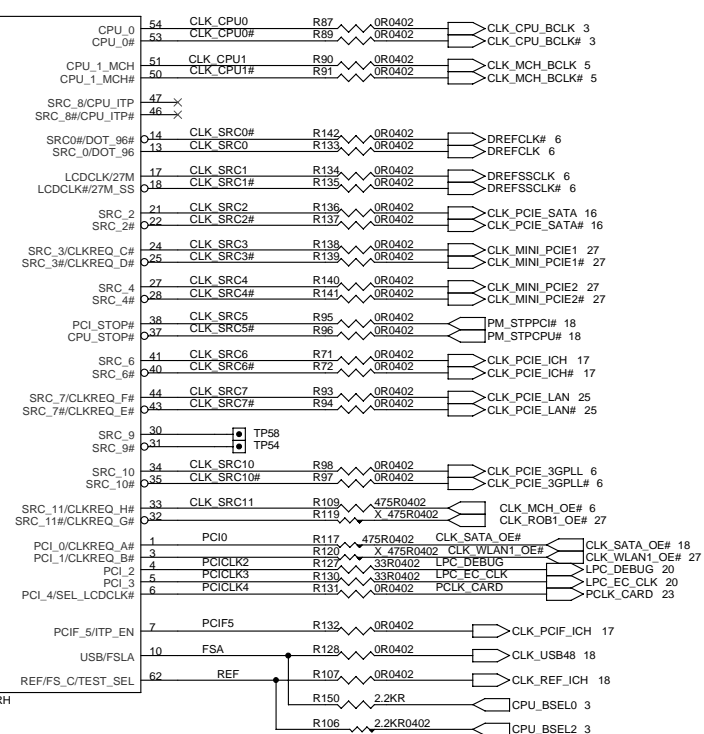 CPU_0 54 CLK_CPU0 R87 0R0402 CLK_CPU_BCLK 3
CPU_0# 53 CLK_CPU0# R89 0R0402 CLK_CPU_BCLK# 3
CPU_1_MCH 51 CLK_CPU1 R90 0R0402 CLK_MCH_BCLK 5
CPU_1_MCH# 50 CLK_CPU1# R91 0R0402 CLK_MCH_BCLK# 5
SRC_8/CPU_ITP 47
SRC_8#/CPU_ITP# 46
SRC0#/DOT_96# 14 CLK_SRC0# R142 0R0402 DREFCLK# 6
SRC_0/DOT_96 13 CLK_SRC0 R133 0R0402 DREFCLK 6
LCDCLK/27M 17 CLK_SRC1 R134 0R0402 DREFSSCLK 6
LCDCLK#/27M_SS 18 CLK_SRC1# R135 0R0402 DREFSSCLK# 6
SRC_2 21 CLK_SRC2 R136 0R0402 CLK_PCIE_SATA 16
SRC_2# 22 CLK_SRC2# R137 0R0402 CLK_PCIE_SATA# 16
SRC_3/CLKREQ_C# 24 CLK_SRC3 R138 0R0402 CLK_MINI_PCIE1 27
SRC_3#/CLKREQ_D# 25 CLK_SRC3# R139 0R0402 CLK_MINI_PCIE1# 27
SRC_4 27 CLK_SRC4 R140 0R0402 CLK_MINI_PCIE2 27
SRC_4# 28 CLK_SRC4# R141 0R0402 CLK_MINI_PCIE2# 27
PCI_STOP# 38 CLK_SRC5 R95 0R0402 PM_STPPCI# 18
CPU_STOP# 37 CLK_SRC5# R96 0R0402 PM_STPCPU# 18
SRC_6 41 CLK_SRC6 R71 0R0402 CLK_PCIE_ICH 17
SRC_6# 40 CLK_SRC6# R72 0R0402 CLK_PCIE_ICH# 17
SRC_7/CLKREQ_F# 44 CLK_SRC7 R93 0R0402 CLK_PCIE_LAN 25
SRC_7#/CLKREQ_E# 43 CLK_SRC7# R94 0R0402 CLK_PCIE_LAN# 25
SRC_9 30 TP58
SRC_9# 31 TP54
SRC_10 34 CLK_SRC10 R98 0R0402 CLK_PCIE_3GPLL 6
SRC_10# 35 CLK_SRC10# R97 0R0402 CLK_PCIE_3GPLL# 6
SRC_11/CLKREQ_H# 33 CLK_SRC11 R109 475R0402 CLK_MCH_OE# 6
SRC_11#/CLKREQ_G# 32 R119 X_475R0402 CLK_ROB1_OE# 27
PCI_0/CLKREQ_A# 1 PCI0 R117 475R0402 CLK_SATA_OE# CLK_SATA_OE# 18
PCI_1/CLKREQ_B# 3 R120 X_475R0402 CLK_WLAN1_OE# CLK_WLAN1_OE# 27
PCI_2 4 PCICLK2 R127 33R0402 LPC_DEBUG LPC_DEBUG 20
PCI_3 5 PCICLK3 R130 33R0402 LPC_EC_CLK LPC_EC_CLK 20
PCI_4/SEL_LCDCLK# 6 PCICLK4 R131 0R0402 PCLK_CARD PCLK_CARD 23
PCIF_5/ITP_EN 7 PCIF5 R132 0R0402 CLK_PCIF_ICH 17
USB/FSLA 10 FSA R128 0R0402 CLK_USB48 18
REF/FS_C/TEST_SEL 62 REF R107 0R0402 CLK_REF_ICH 18
RH
R150 2.2KR CPU_BSEL0 3
R106 2.2KR0402 CPU_BSEL2 3